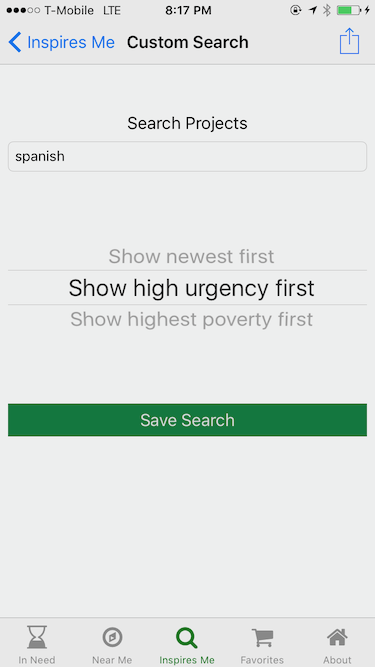 T-Mobile LTE 8:17 PM
Inspires Me Custom Search
Search Projects
spanish
Show newest first
Show high urgency first
Show highest poverty first
Save Search
In Need Near Me Inspires Me Favorites About